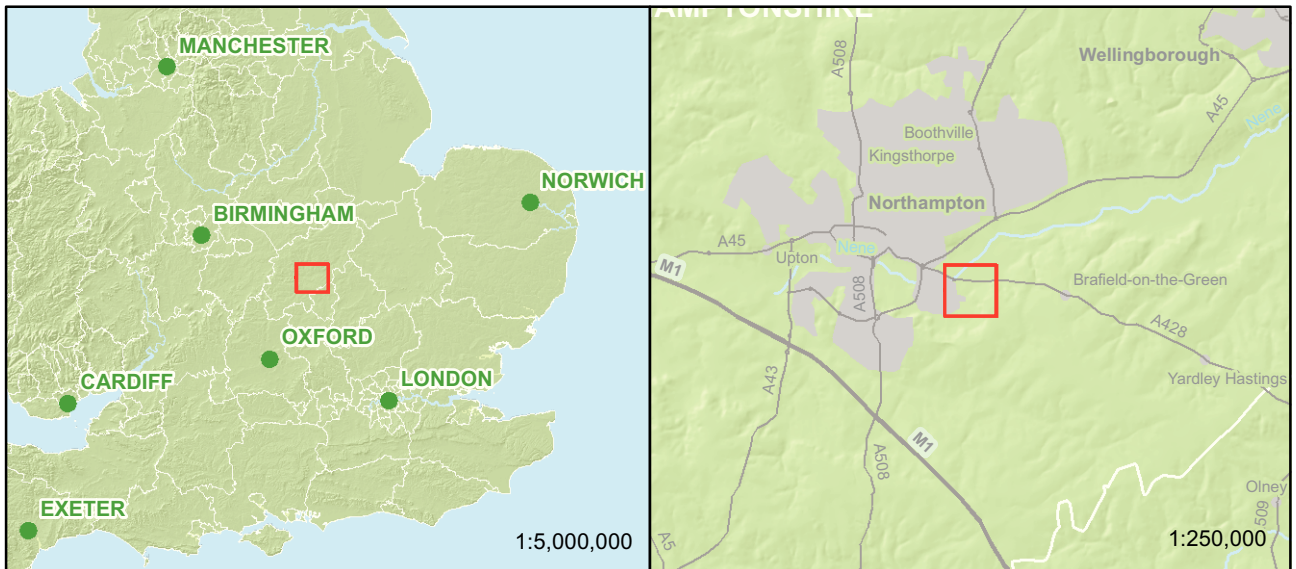 MANCHESTER
NORWICH
BIRMINGHAM
OXFORD
CARDIFF
LONDON
EXETER
1:5,000,000
AMPTONSHIRE
A508
Wellingborough
A45
Nene
Boothville
Kingsthorpe
Northampton
A45
Upton
Nene
M1
A508
Brafield-on-the-Green
A428
A43
Yardley Hastings
M1
A508
Olney
A5
A509
1:250,000